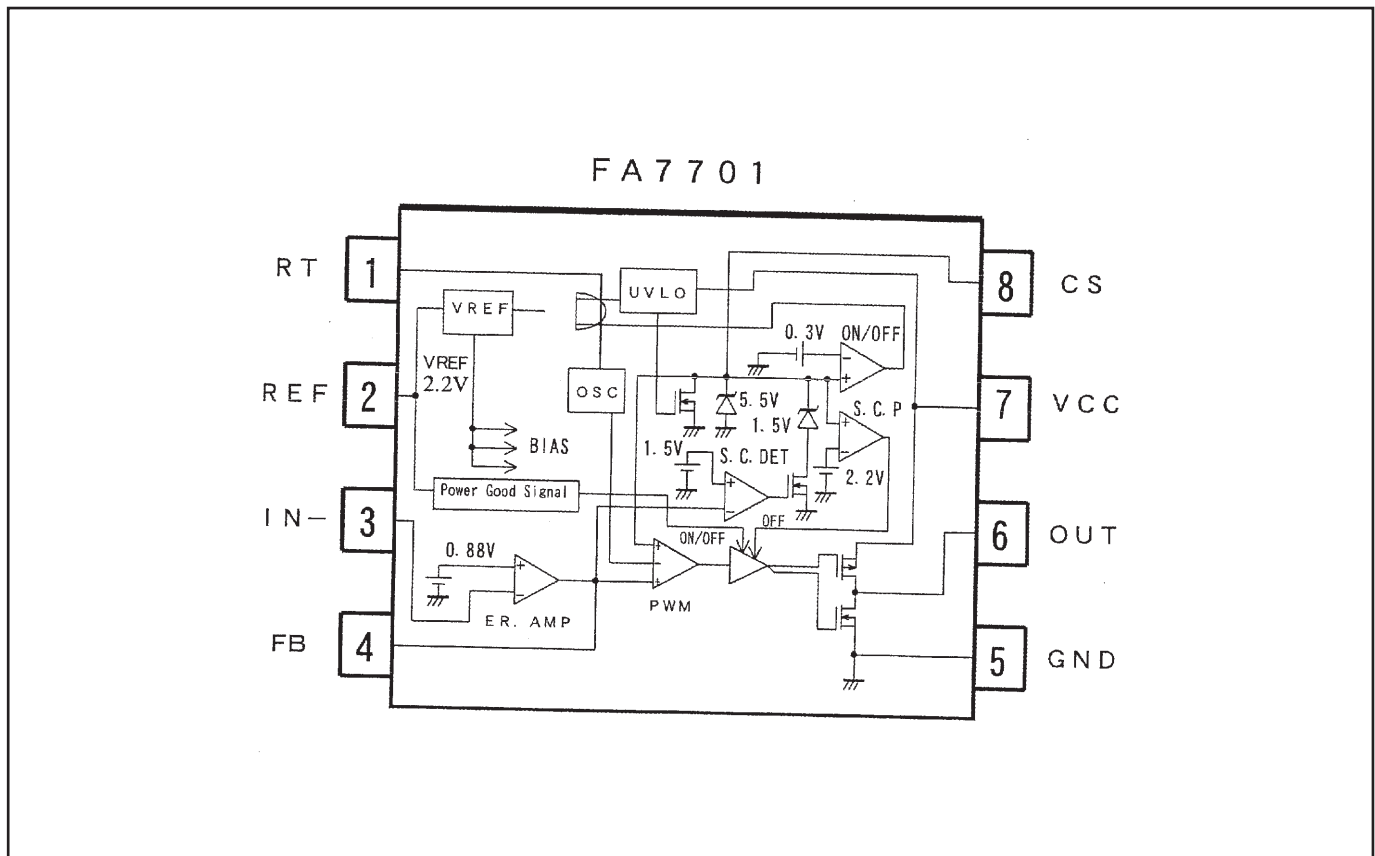 FA7701
RT
1
REF
2
IN-
3
FB
4
8
CS
7
VCC
6
OUT
5
GND
UVLO
VREF
VREF
2.2V
OSC
BIAS
Power Good Signal
0.3V
ON/OFF
5.5V
1.5V
S.C.P
1.5V
S.C.DET
2.2V
ON/OFF
OFF
0.88V
+
-
ER. AMP
+
-
+
PWM
+
-
-
+
+
-